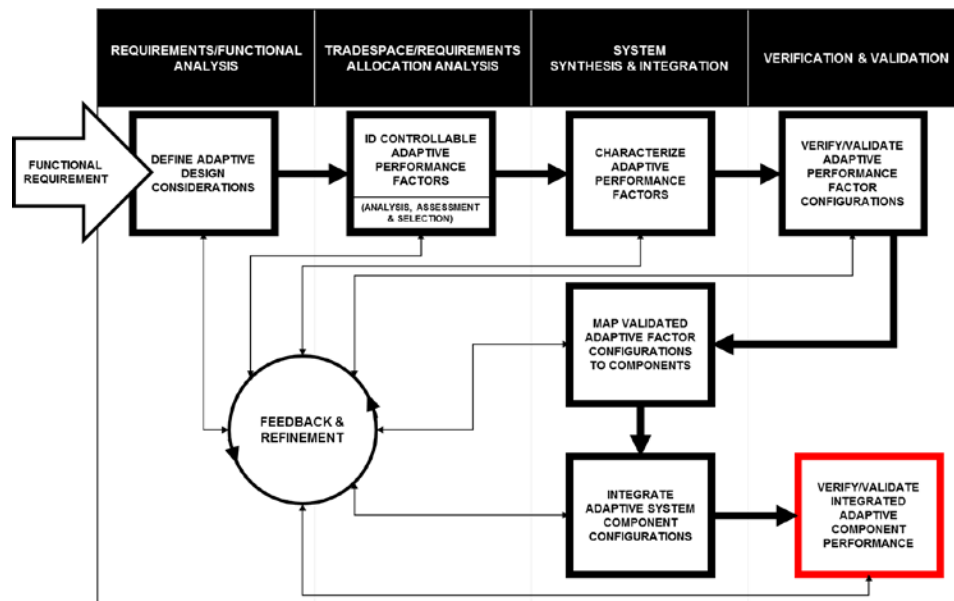 REQUIREMENTS/FUNCTIONAL
ANALYSIS
TRADESPACE/REQUIREMENTS
ALLOCATION ANALYSIS
SYSTEM
SYNTHESIS & INTEGRATION
VERIFICATION & VALIDATION
FUNCTIONAL
REQUIREMENT
DEFINE ADAPTIVE
DESIGN
CONSIDERATIONS
ID CONTROLLABLE
ADAPTIVE
PERFORMANCE
FACTORS
(ANALYSIS, ASSESSMENT
& SELECTION)
CHARACTERIZE
ADAPTIVE
PERFORMANCE
FACTORS
VERIFY/VALIDATE
ADAPTIVE
PERFORMANCE
FACTOR
CONFIGURATIONS
MAP VALIDATED
ADAPTIVE FACTOR
CONFIGURATIONS
TO COMPONENTS
FEEDBACK &
REFINEMENT
INTEGRATE
ADAPTIVE SYSTEM
COMPONENT
CONFIGURATIONS
VERIFY/VALIDATE
INTEGRATED
ADAPTIVE
COMPONENT
PERFORMANCE